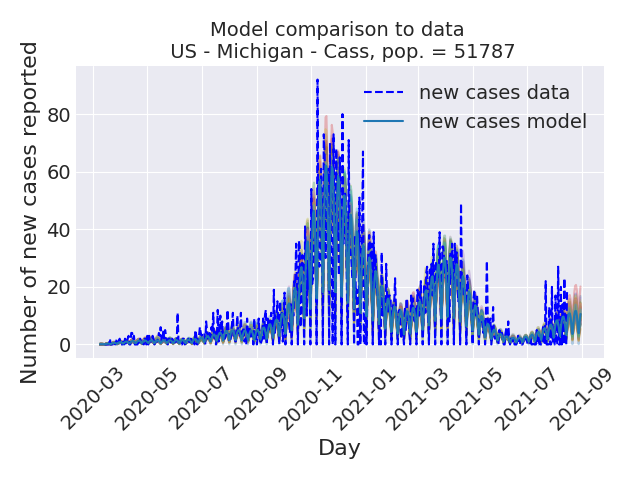 Model comparison to data
US - Michigan - Cass, pop. = 51787
new cases data
new cases model
Number of new cases reported
80
60
40
20
0
2020-03
2020-05
2020-07
2020-09
2020-11
2021-01
2021-03
2021-05
2021-07
2021-09
Day